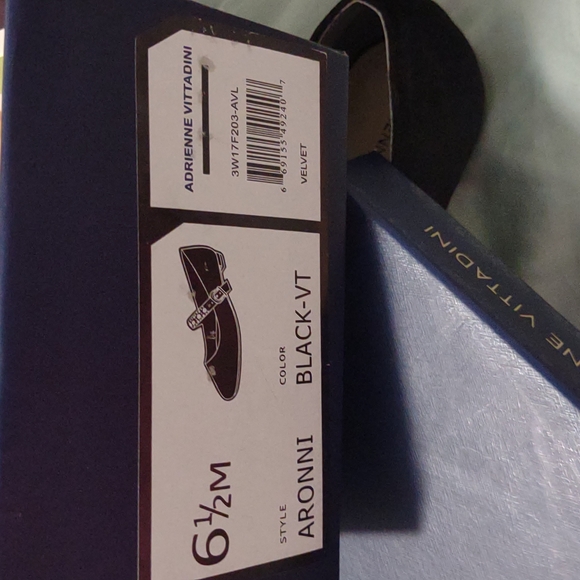 ADRIENNE VITTADINI
3W17F203-AVL
6 69155 49240 7
VELVET
6½M
STYLE
ARONNI
COLOR
BLACK-VT
NE VITTADINI